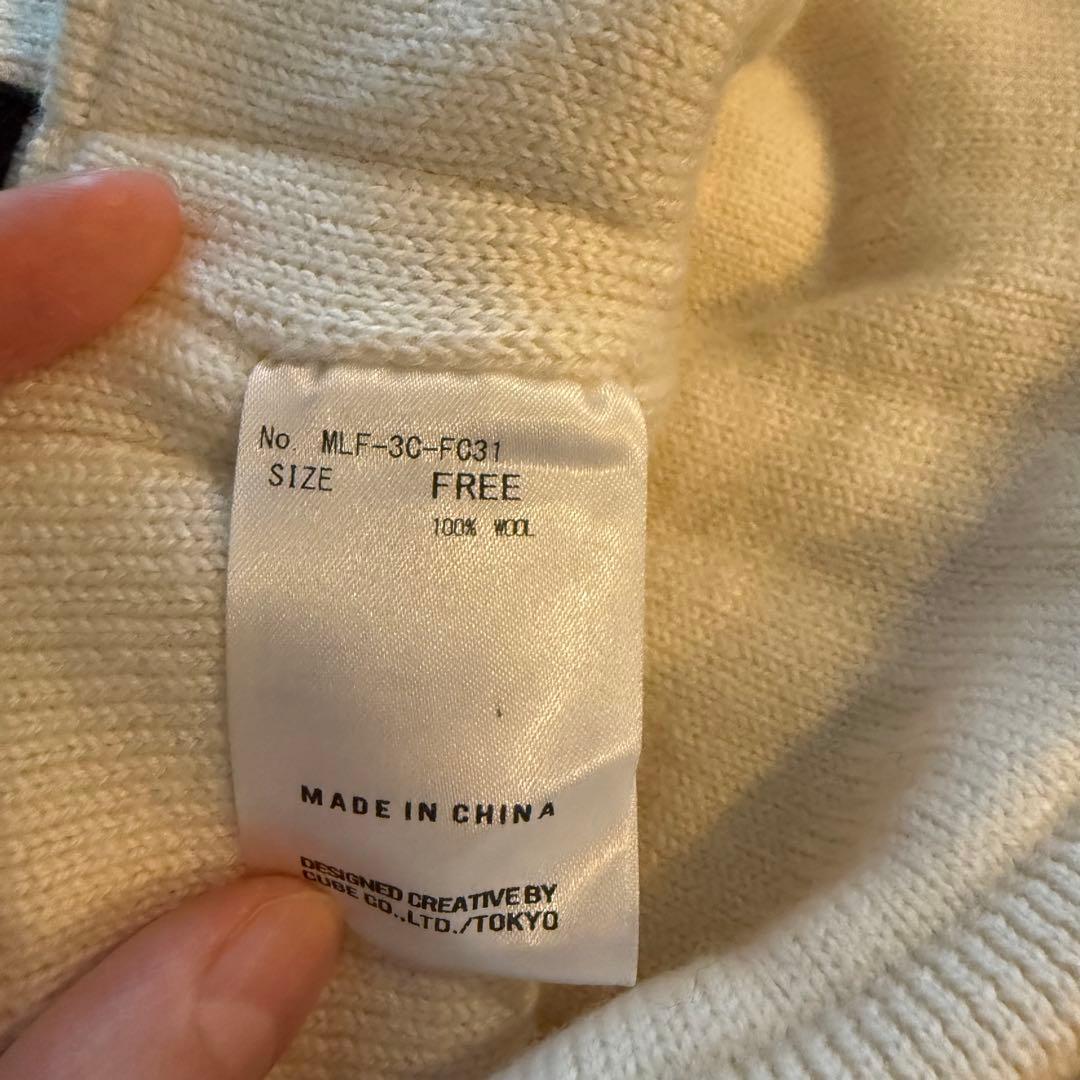 No. MLF-3C-FC31
SIZE FREE
100% WOOL
MADE IN CHINA
DESIGNED CREATIVE BY
CUBE CO.,LTD./TOKYO